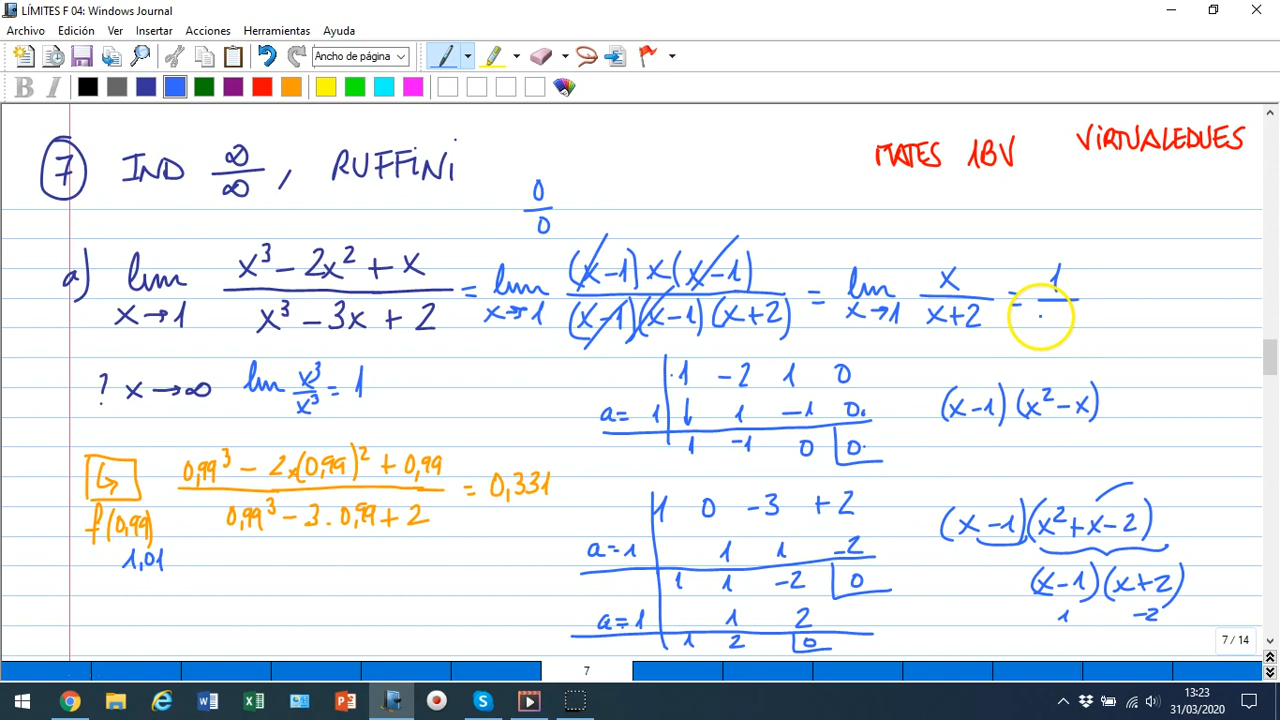 LÍMITES F 04: Windows Journal
Archivo Edición Ver Insertar Acciones Herramientas Ayuda
Ancho de página
B I
7 IND ∞/∞, RUFFINI
MATES 1BV VIRTUALEDUES
0/0
a) lim x→1 (x³ - 2x² + x)/(x³ - 3x + 2) = lim x→1 ((x-1)x(x-1))/((x-1)(x-1)(x+2)) = lim x→1 x/(x+2) = 1/
? x→∞ lim x³/x³ = 1
1 -2 1 0
a= 1 1 -1 0
1 -1 0 0
(x-1)(x²-x)
f(0,99) (0,99³ - 2·(0,99)² + 0,99)/(0,99³ - 3·0,99 + 2) = 0,331
1,01
1 0 -3 +2
a=1 1 1 -2
1 1 -2 0
a=1 1 2
1 2 0
(x-1)(x²+x-2)
(x-1)(x+2)
1 -2
7 / 14
7
13:23
31/03/2020